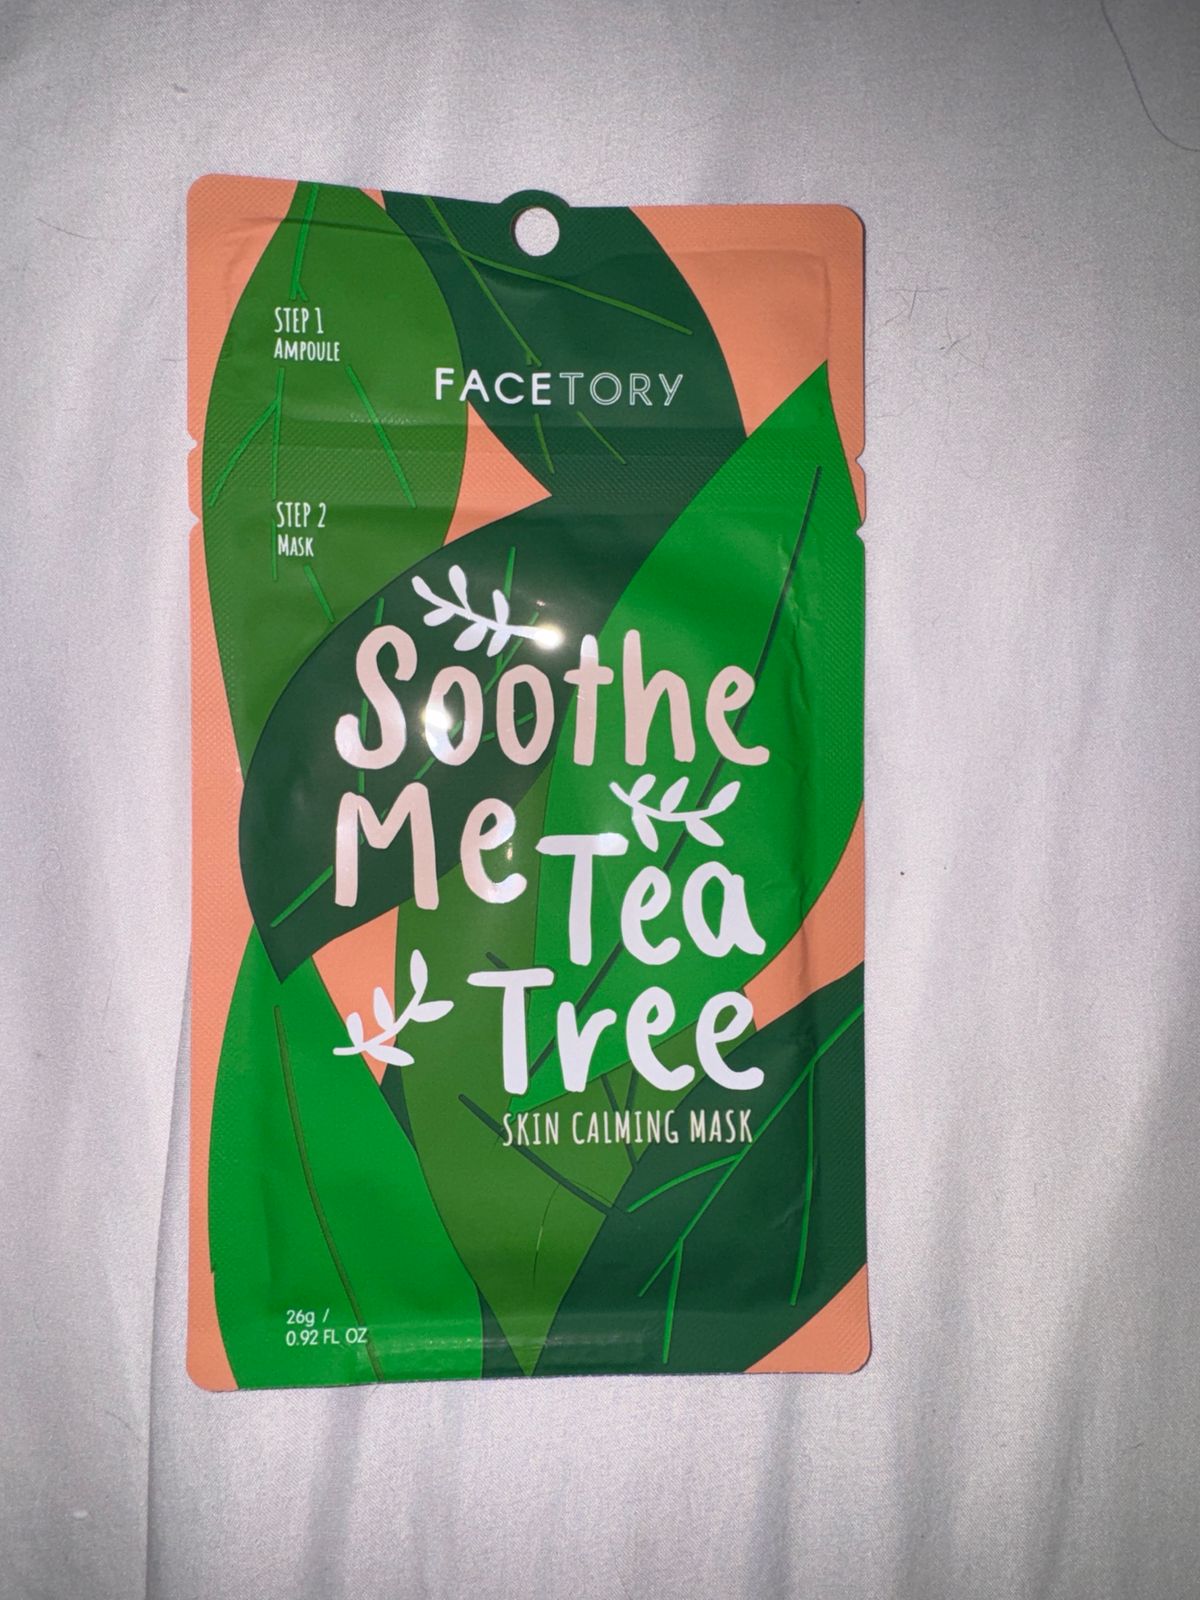 STEP 1
AMPOULE
FACETORY
STEP 2
MASK
Soothe
Me
Tea
Tree
SKIN CALMING MASK
26g /
0.92 FL OZ